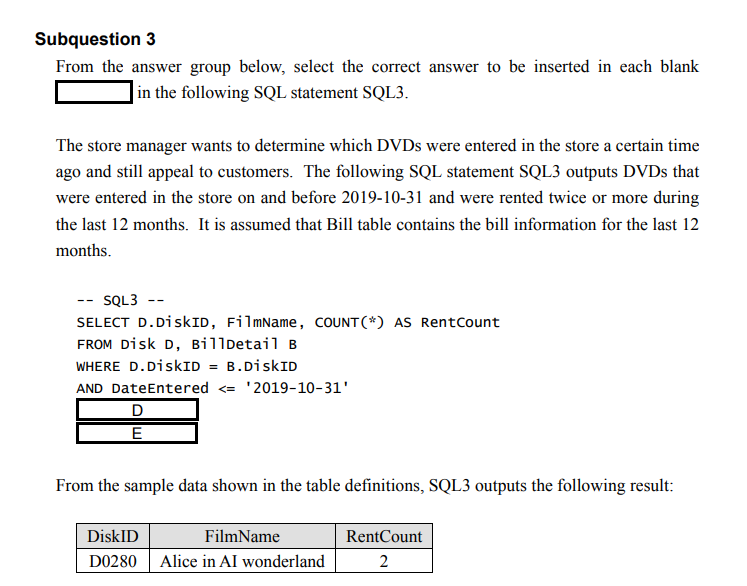 Subquestion 3
From the answer group below, select the correct answer to be inserted in each blank
in the following SQL statement SQL3.
The store manager wants to determine which DVDs were entered in the store a certain time
ago and still appeal to customers. The following SQL statement SQL3 outputs DVDs that
were entered in the store on and before 2019-10-31 and were rented twice or more during
the last 12 months. It is assumed that Bill table contains the bill information for the last 12
months.
-- SQL3 --
SELECT D.DiskID, FilmName, COUNT(*) AS RentCount
FROM Disk D, BillDetail B
WHERE D.DiskID = B.DiskID
AND DateEntered <= '2019-10-31'
D
E
From the sample data shown in the table definitions, SQL3 outputs the following result:
DiskID FilmName RentCount
D0280 Alice in AI wonderland 2